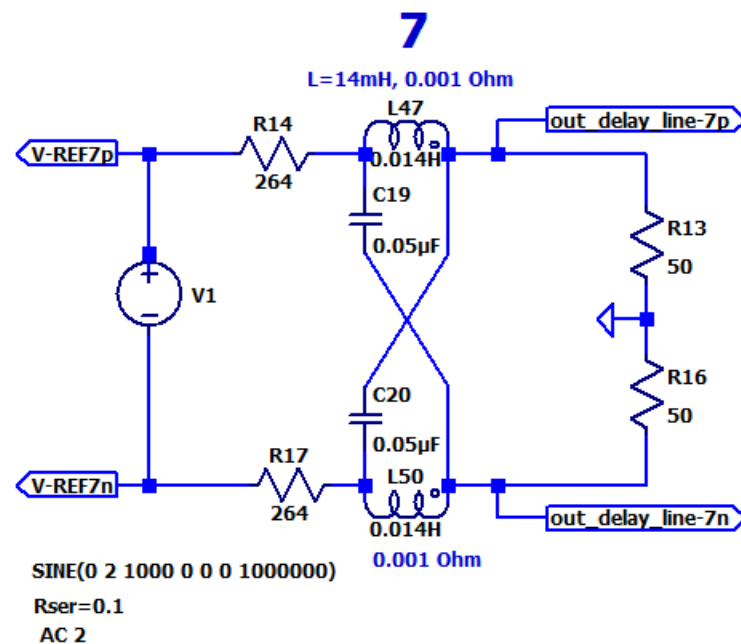 7
L=14mH, 0.001 Ohm
L47
out_delay_line-7p
R14
V-REF7p
0.014H
264
C19
R13
0.05µF
50
V1
R16
C20
50
0.05µF
R17
L50
V-REF7n
out_delay_line-7n
264
0.014H
0.001 Ohm
SINE(0 2 1000 0 0 0 1000000)
Rser=0.1
AC 2